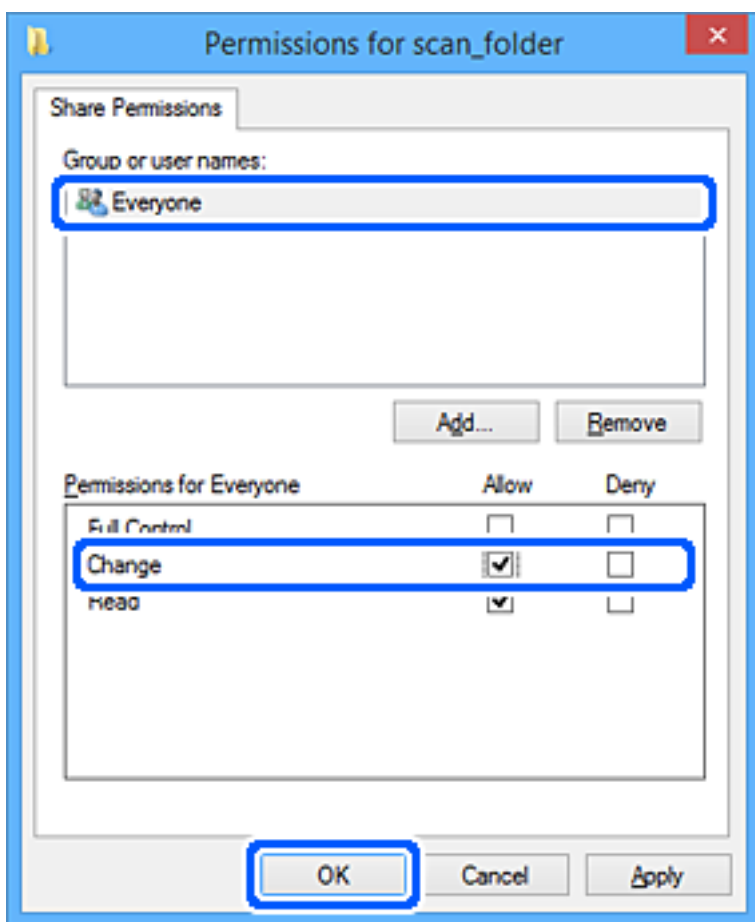 Permissions for scan_folder
Share Permissions
Group or user names:
Everyone
Add... Remove
Permissions for Everyone Allow Deny
Full Control
Change
Read
OK Cancel Apply